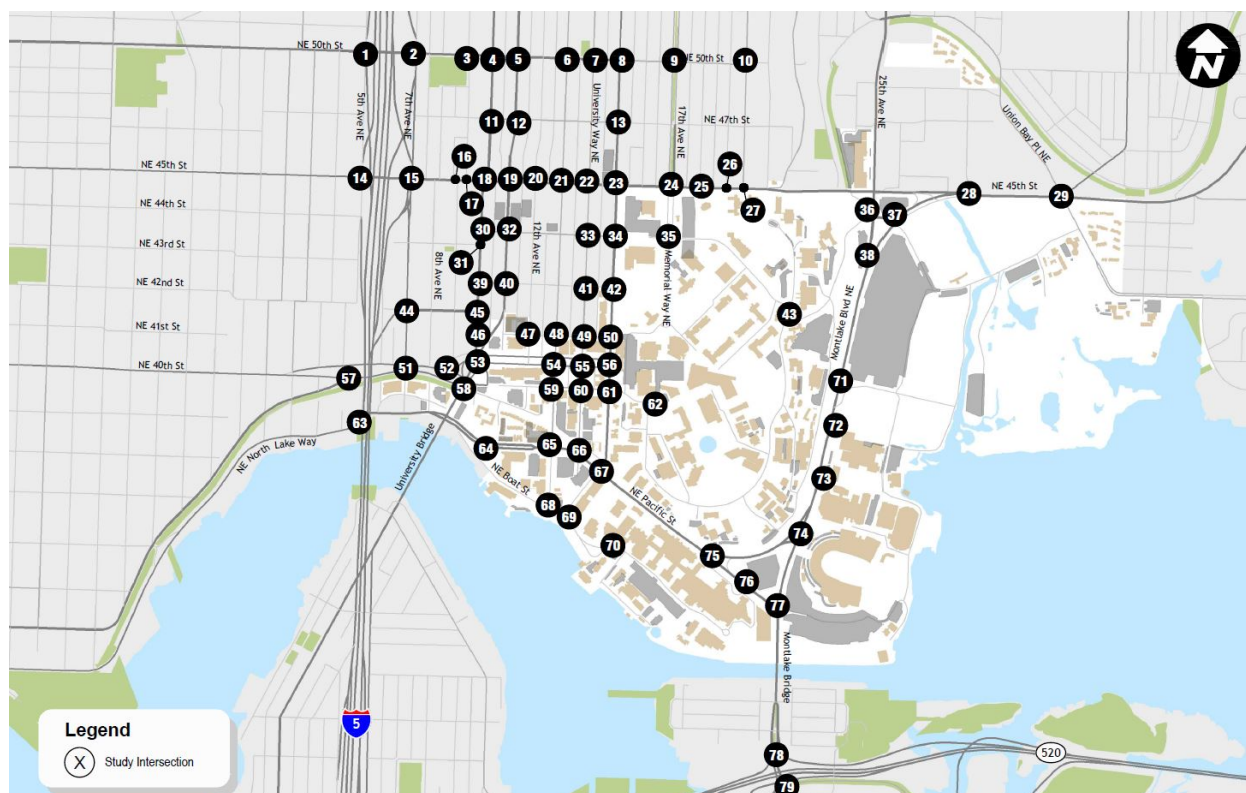 NE 50th St
1
2
3
4
5
6
7
8
9
NE 50th St
10
N
5th Ave NE
7th Ave NE
University Way NE
17th Ave NE
25th Ave NE
Union Bay Pl NE
11
12
13
NE 47th St
NE 45th St
14
15
16
17
18
19
20
21
22
23
24
25
26
27
28
NE 45th St
29
NE 44th St
30
32
NE 43rd St
31
8th Ave NE
12th Ave NE
33
34
35
Memorial Way NE
36
37
38
NE 42nd St
39
40
41
42
43
Montlake Blvd NE
44
45
NE 41st St
46
47
48
49
50
NE 40th St
51
52
53
54
55
56
57
58
59
60
61
62
63
NE North Lake Way
University Bridge
64
65
66
67
NE Boat St
NE Pacific St
68
69
70
71
72
73
74
75
76
77
Montlake Bridge
78
79
520
5
Legend
X Study Intersection